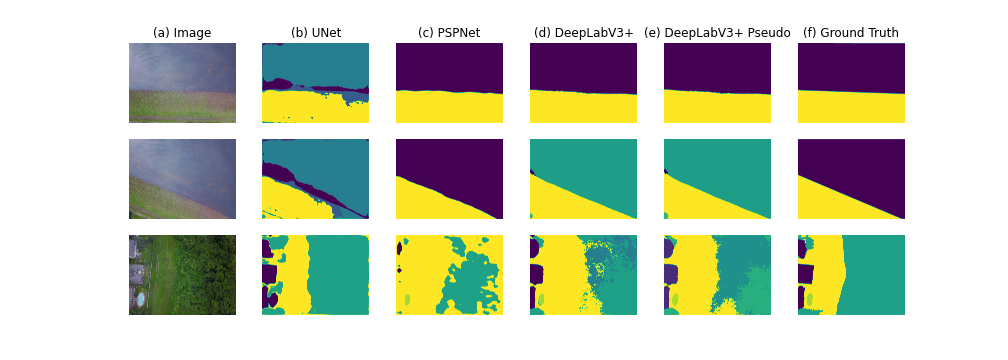 (a) Image
(b) UNet
(c) PSPNet
(d) DeepLabV3+
(e) DeepLabV3+ Pseudo
(f) Ground Truth